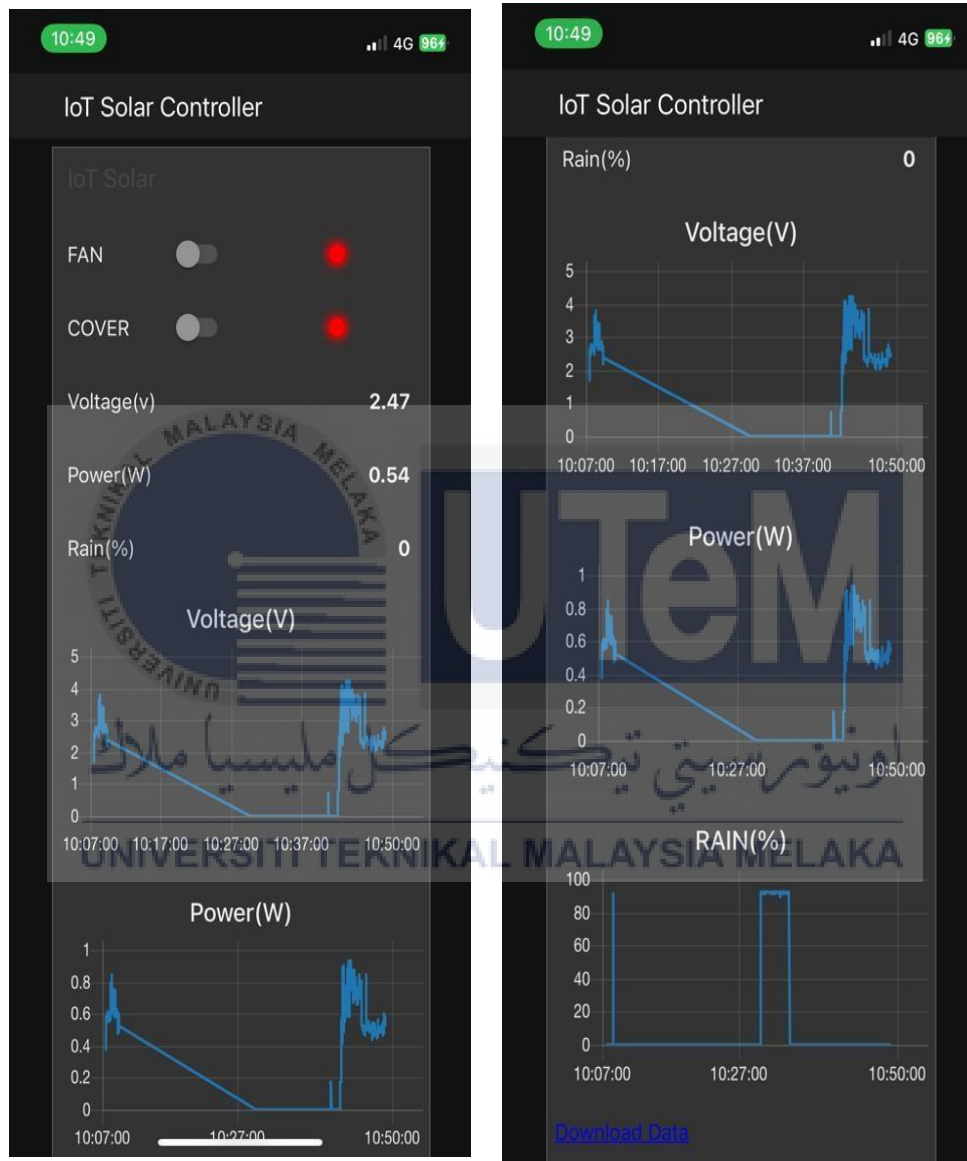 10:49 4G 96
IoT Solar Controller
IoT Solar
FAN
COVER
Voltage(v) 2.47
Power(W) 0.54
Rain(%) 0
Voltage(V)
5
4
3
2
1
0
10:07:00 10:17:00 10:27:00 10:37:00 10:50:00
Power(W)
1
0.8
0.6
0.4
0.2
0
10:07:00 10:27:00 10:50:00
10:49 4G 96
IoT Solar Controller
Rain(%) 0
Voltage(V)
5
4
3
2
1
0
10:07:00 10:17:00 10:27:00 10:37:00 10:50:00
Power(W)
1
0.8
0.6
0.4
0.2
0
10:07:00 10:27:00 10:50:00
RAIN(%)
100
80
60
40
20
0
10:07:00 10:27:00 10:50:00
Download Data
UNIVERSITI TEKNIKAL MALAYSIA MELAKA
UTeM
اونيۏرسيتي تيكنيكل مليسيا ملاك
UNIVERSITI TEKNIKAL MALAYSIA MELAKA